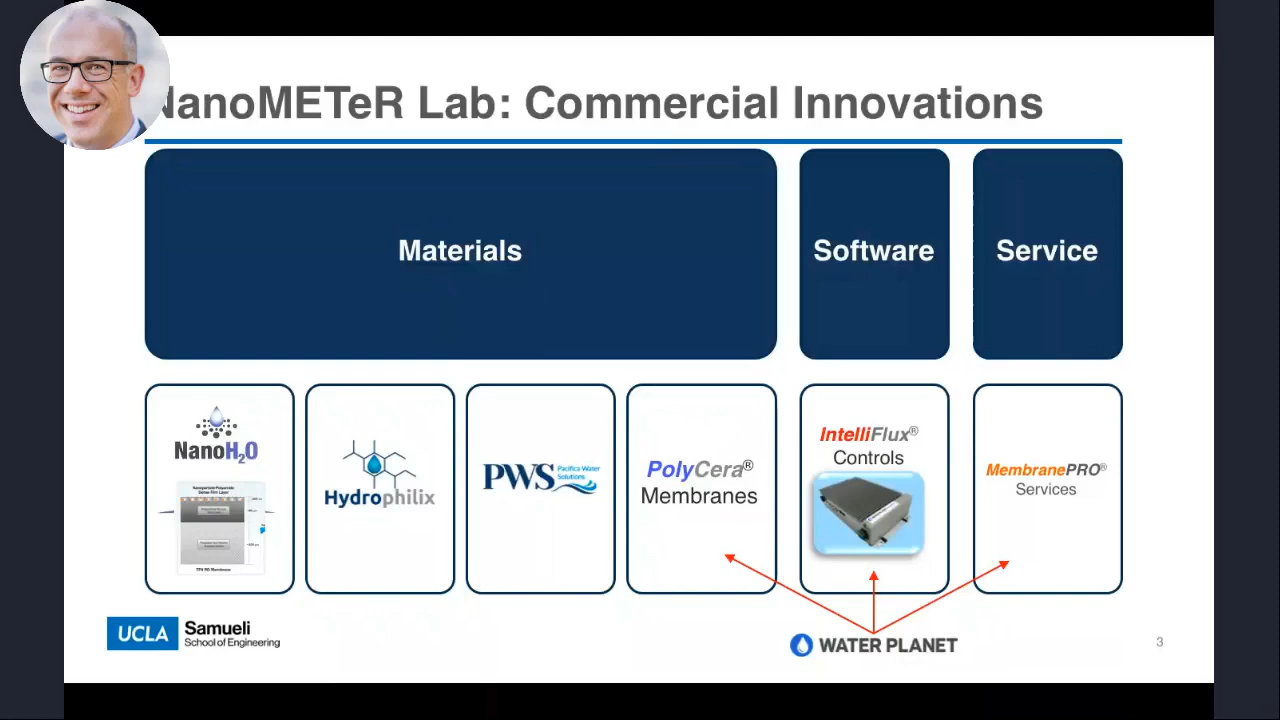 NanoMETeR Lab: Commercial Innovations
Materials
Software
Service
NanoH₂O
Hydrophilix
PWS Pacifica Water
Solutions
PolyCera®
Membranes
IntelliFlux®
Controls
MembranePRO®
Services
UCLA Samueli
School of Engineering
WATER PLANET
3